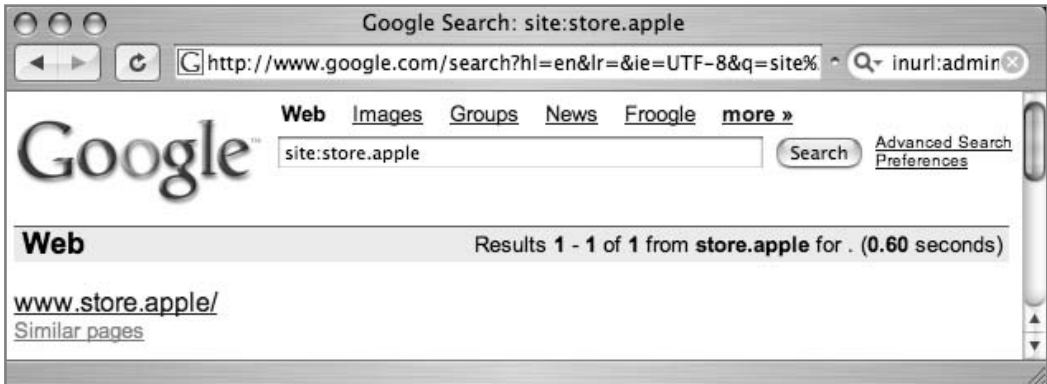 Google Search: site:store.apple
G http://www.google.com/search?hl=en&lr=&ie=UTF-8&q=site%
inurl:admin
Web Images Groups News Froogle more »
Google™
site:store.apple
Search
Advanced Search
Preferences
Web
Results 1 - 1 of 1 from store.apple for . (0.60 seconds)
www.store.apple/
Similar pages